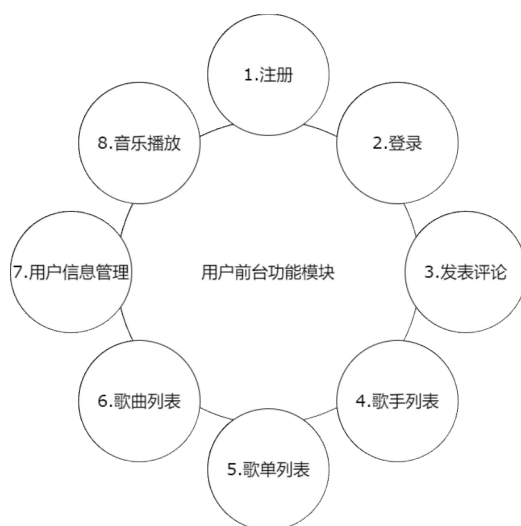 1.注册
2.登录
3.发表评论
4.歌手列表
5.歌单列表
6.歌曲列表
7.用户信息管理
8.音乐播放
用户前台功能模块